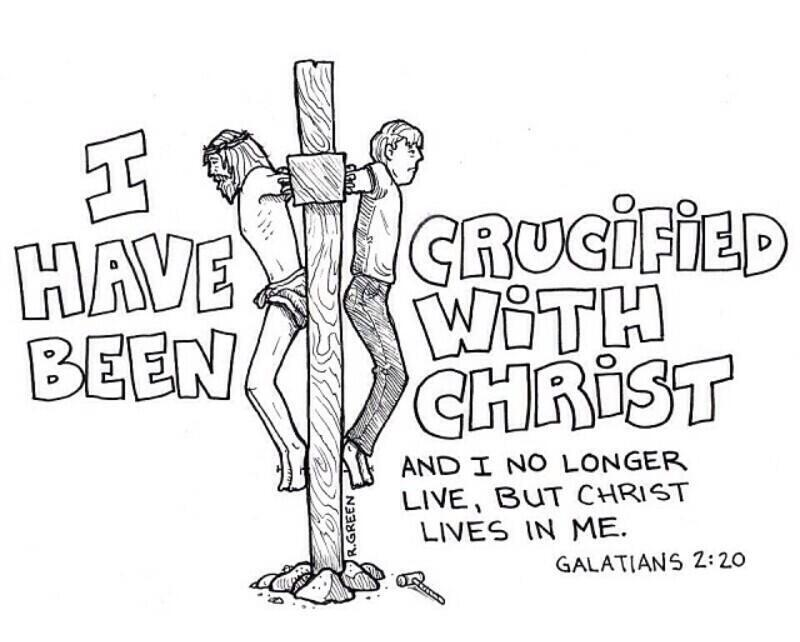 I
HAVE
BEEN
CRUCiFiED
WiTH
CHRiST
AND I NO LONGER
LIVE, BUT CHRIST
LIVES IN ME.
GALATIANS 2:20
R.GREEN